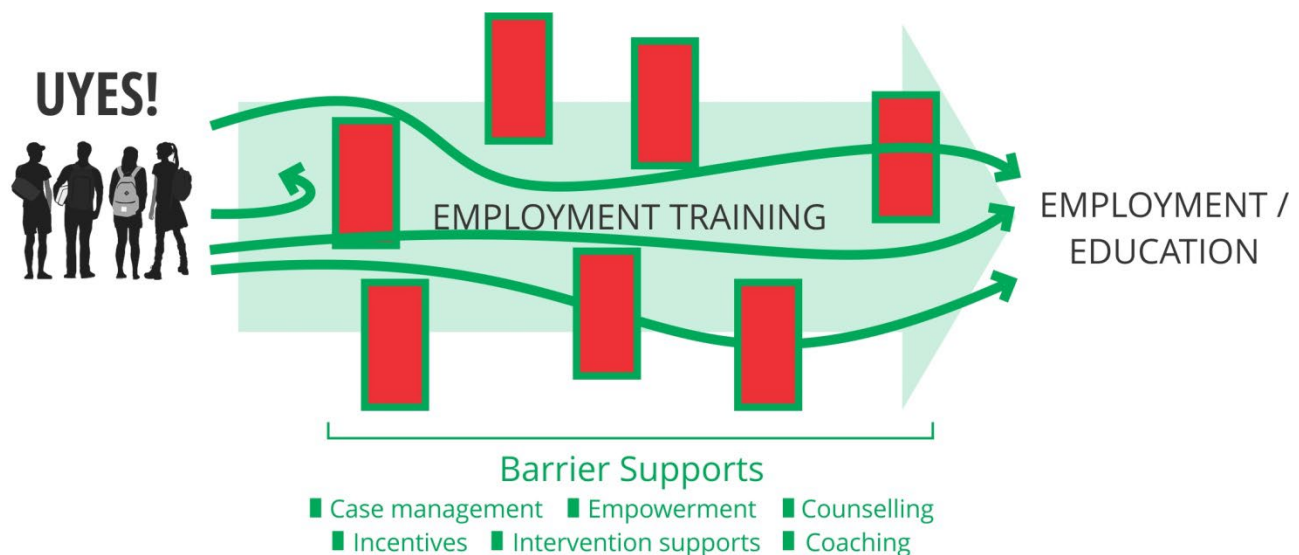 UYES!
EMPLOYMENT TRAINING
EMPLOYMENT /
EDUCATION
Barrier Supports
Case management Empowerment Counselling
Incentives Intervention supports Coaching